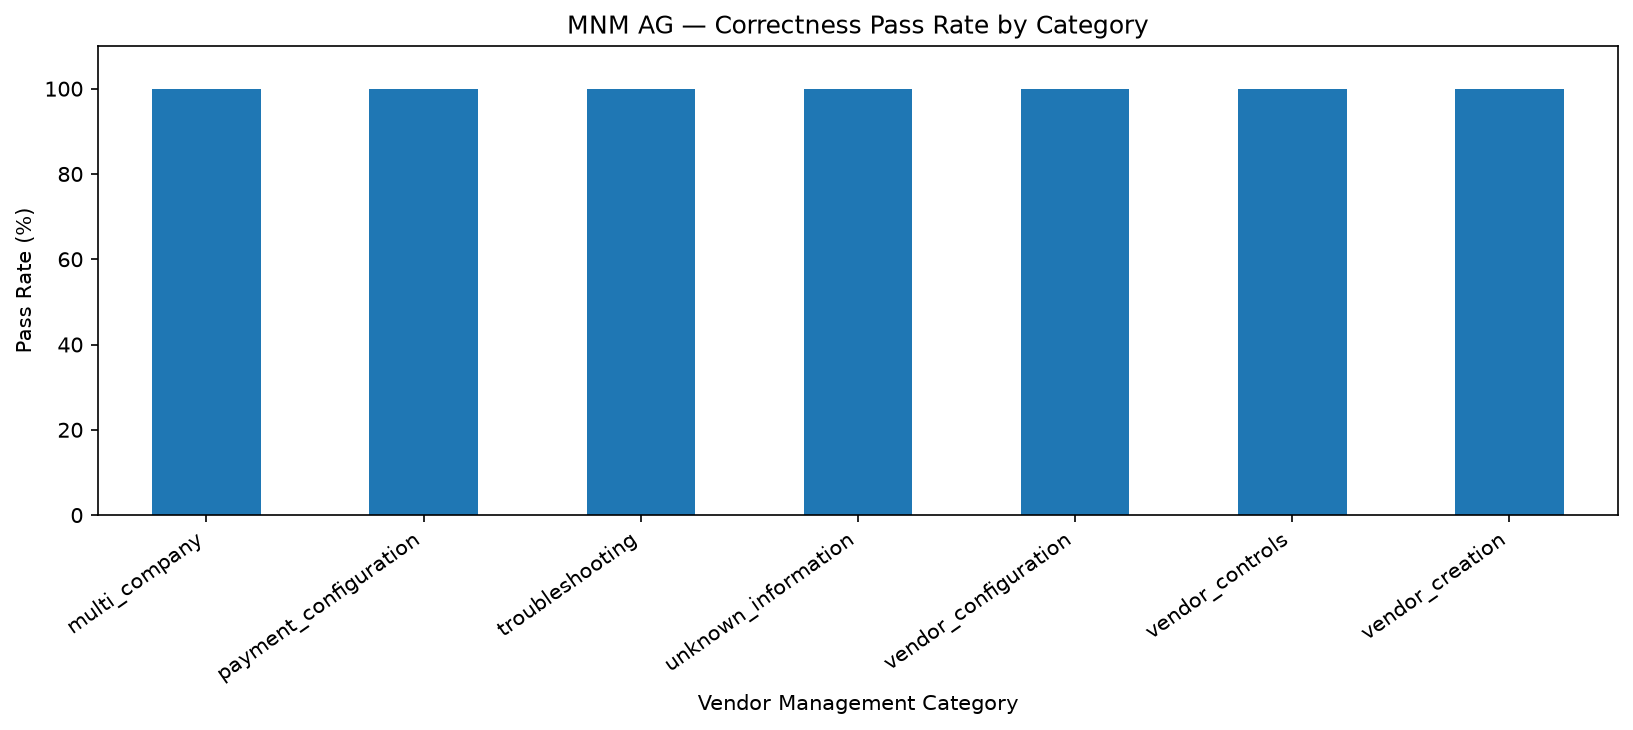 MNM AG — Correctness Pass Rate by Category
Pass Rate (%)
100
80
60
40
20
0
multi_company
payment_configuration
troubleshooting
unknown_information
vendor_configuration
vendor_controls
vendor_creation
Vendor Management Category